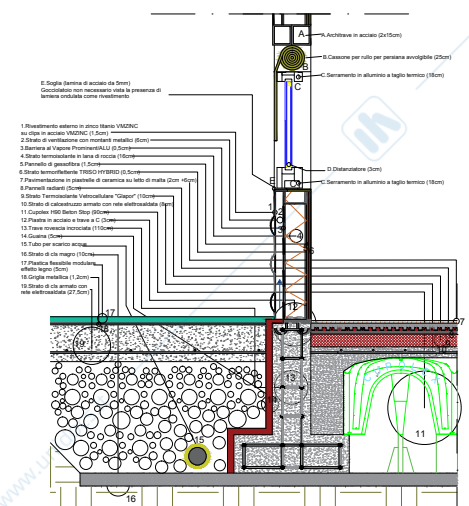 A.Architrave in acciaio (2x15cm)
B.Cassone per rullo per persiana avvolgibile (25cm)
C.Serramento in alluminio a taglio termico (18cm)
E.Soglia (lamina di acciaio da 5mm)
Gocciolatoio non necessario vista la presenza di
lamiera ondulata come rivestimento
1.Rivestimento esterno in zinco titanio VMZINC
su clips in acciaio VMZINC (1,5cm)
2.Strato di ventilazione con montanti metallici (6cm)
3.Barriera al Vapore Prominent/ALU (0,5cm)
4.Strato termoisolante in lana di roccia (16cm)
5.Pannello di gessofibra (1,5cm)
6.Strato termoriflettente TRISO HYBRID (0,5cm)
7.Pavimentazione in piastrelle di ceramica su letto di malta (2cm +6cm)
8.Pannelli radianti (5cm)
9.Strato Termoisolante Vetrocellulare "Glapor" (10cm)
10.Strato di calcestruzzo armato con rete elettrosaldata (8cm)
11.Cupolex H90 Beton Stop (90cm)
12.Piastra in acciaio e trave a C (3cm)
13.Trave rovescia incrociata (110cm)
14.Guaina (5cm)
15.Tubo per scarico acque
16.Strato di cls magro (10cm)
17.Plastica flessibile modulare
effetto legno (5cm)
18.Griglia metallica (1,2cm)
19.Strato di cls armato con
rete elettrosaldata (27,5cm)
D.Distanziatore (3cm)
C.Serramento in alluminio a taglio termico (18cm)
A
B
C
E
1
2
4
6
12
17
18
7
19
13
14
11
15
16